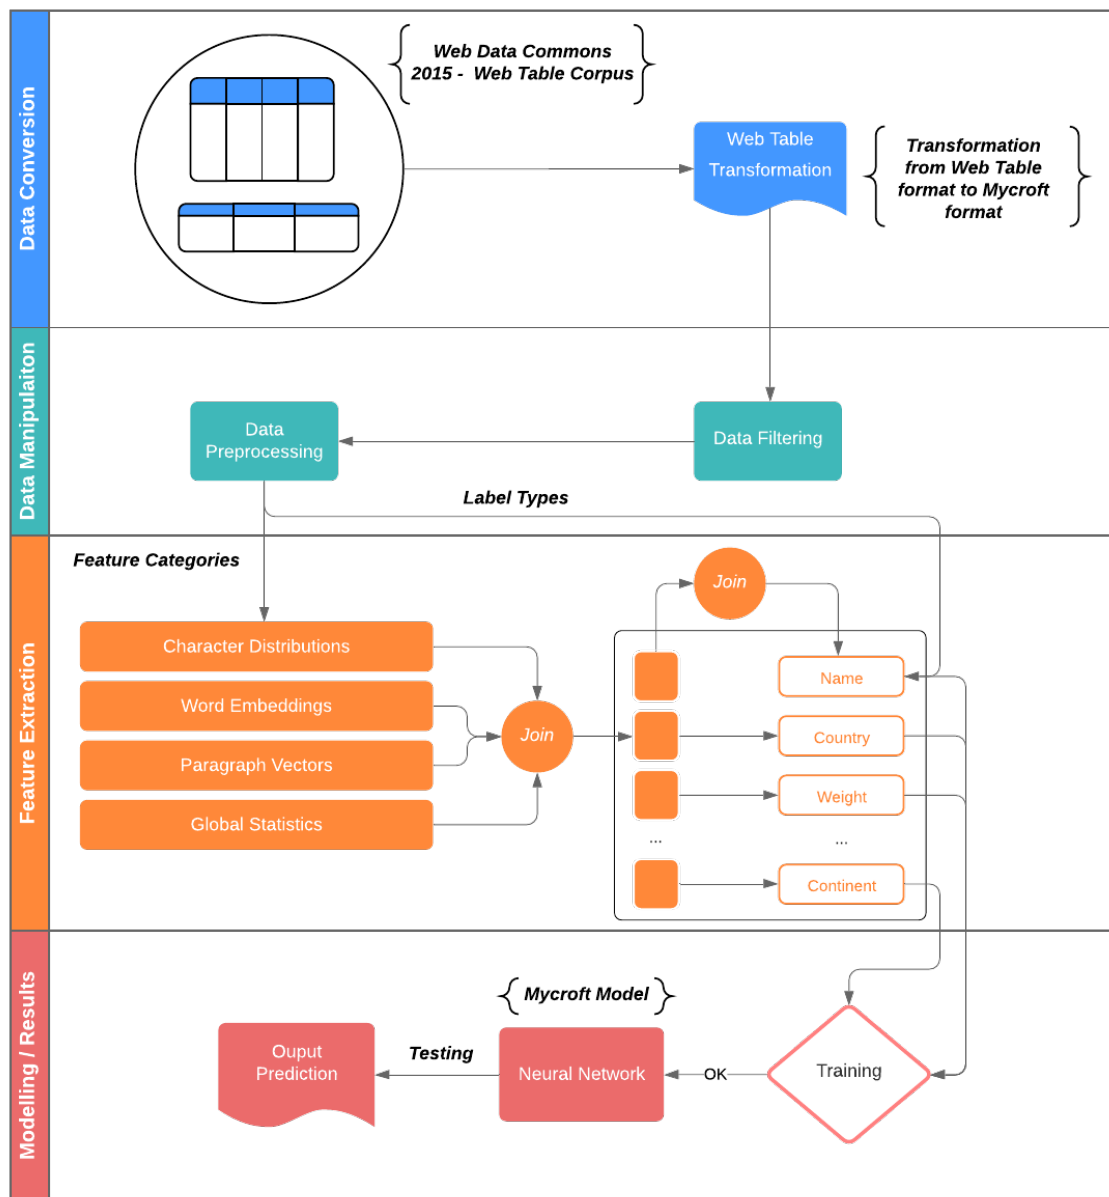 Data Conversion
Web Data Commons
2015 - Web Table Corpus
Web Table
Transformation
Transformation
from Web Table
format to Mycroft
format
Data Manipulaiton
Data
Preprocessing
Data Filtering
Label Types
Feature Extraction
Feature Categories
Join
Character Distributions
Word Embeddings
Paragraph Vectors
Global Statistics
Join
Name
Country
Weight
...
...
Continent
Modelling / Results
Mycroft Model
Ouput
Prediction
Testing
Neural Network
OK
Training